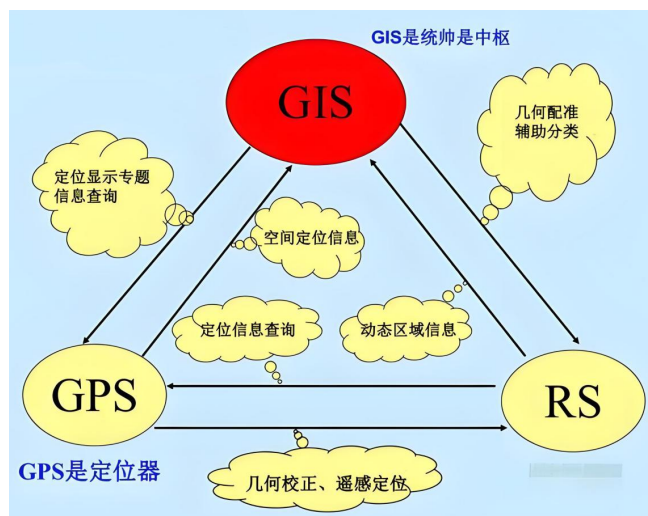 GIS是统帅是中枢
GIS
几何配准
辅助分类
定位显示专题
信息查询
空间定位信息
定位信息查询
动态区域信息
GPS
RS
GPS是定位器
几何校正、遥感定位